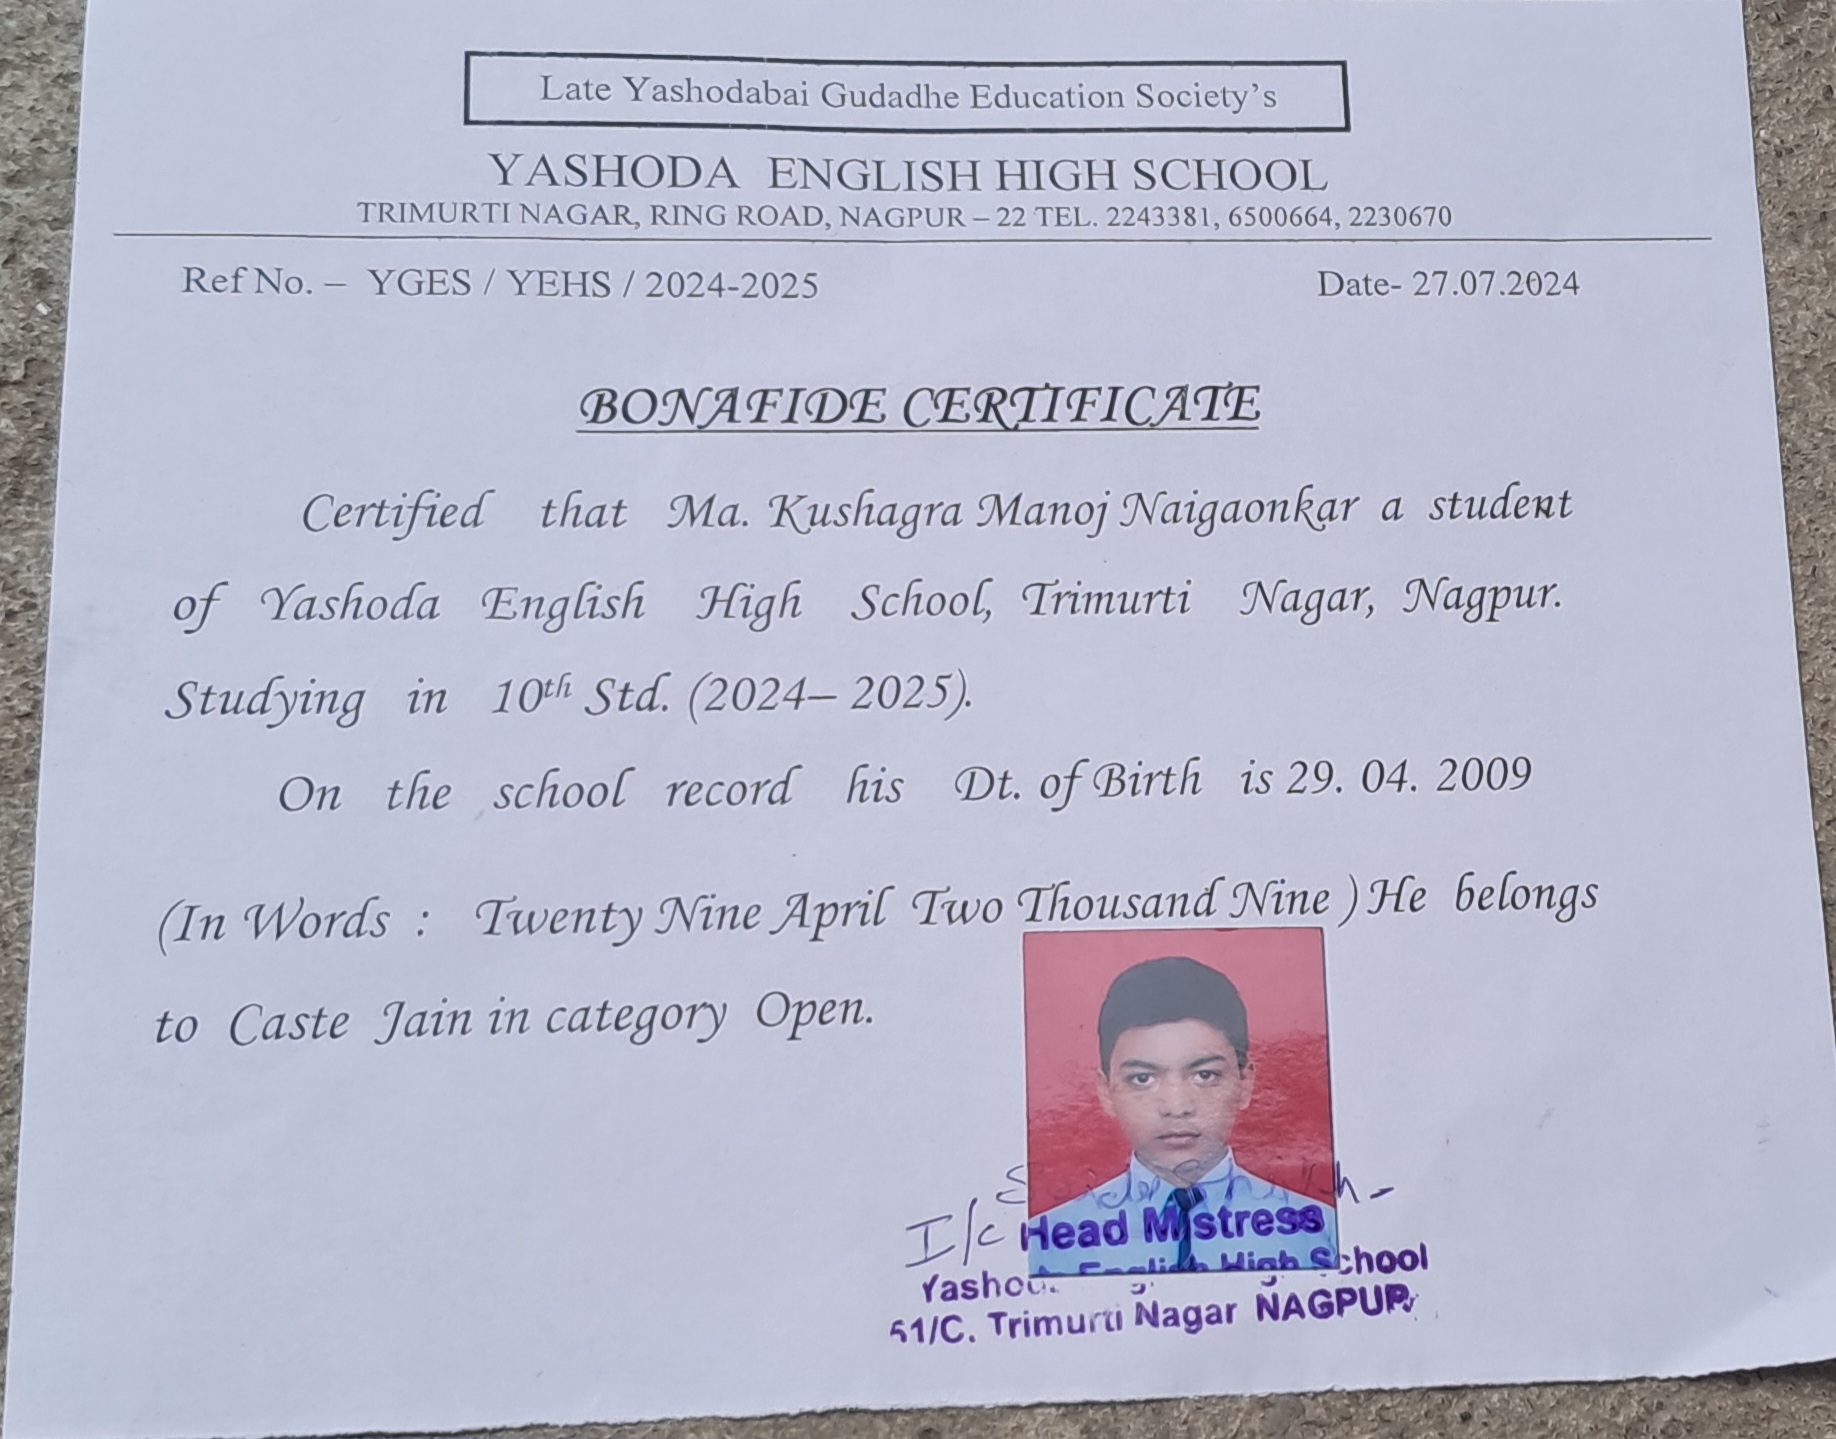 Late Yashodabai Gudadhe Education Society's
YASHODA ENGLISH HIGH SCHOOL
TRIMURTI NAGAR, RING ROAD, NAGPUR – 22 TEL. 2243381, 6500664, 2230670
Ref No. – YGES / YEHS / 2024-2025 Date- 27.07.2024
BONAFIDE CERTIFICATE
Certified that Ma. Kushagra Manoj Naigaonkar a student
of Yashoda English High School, Trimurti Nagar, Nagpur.
Studying in 10th Std. (2024– 2025).
On the school record his Dt. of Birth is 29. 04. 2009
(In Words : Twenty Nine April Two Thousand Nine ) He belongs
to Caste Jain in category Open.
I/c Head Mistress
English High School
51/C. Trimurti Nagar NAGPUR